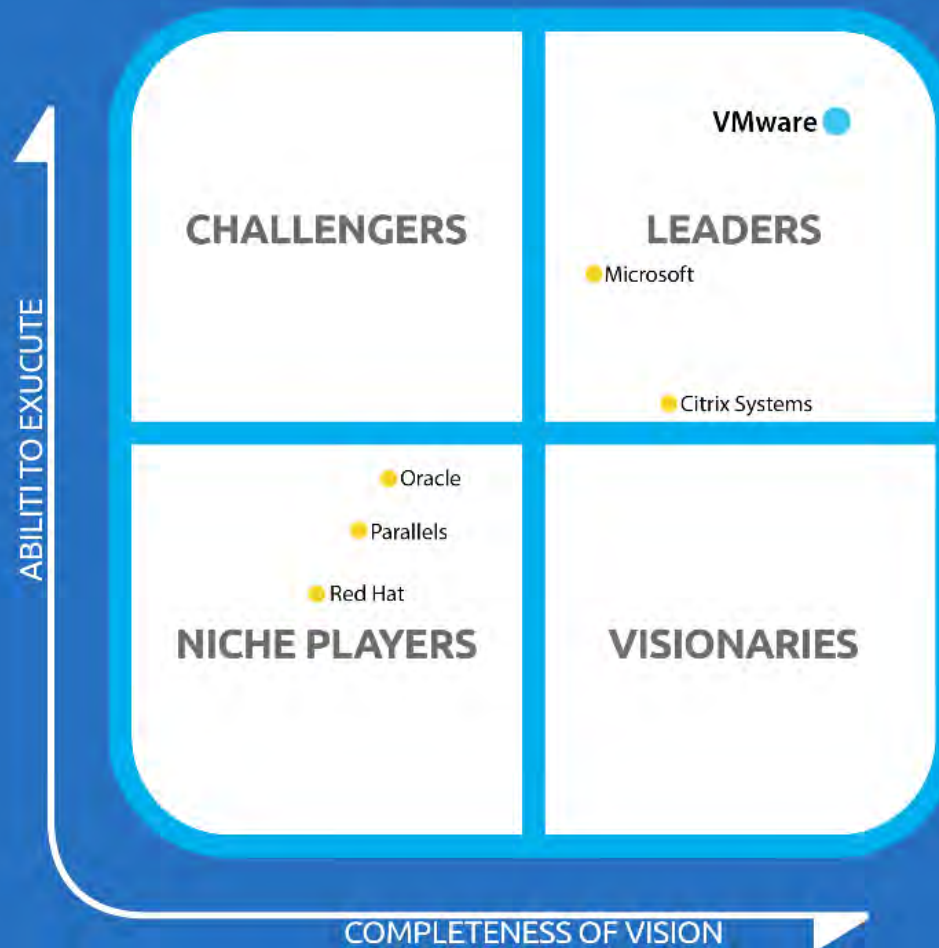 VMware
CHALLENGERS
LEADERS
Microsoft
Citrix Systems
ABILITI TO EXUCUTE
Oracle
Parallels
Red Hat
NICHE PLAYERS
VISIONARIES
COMPLETENESS OF VISION